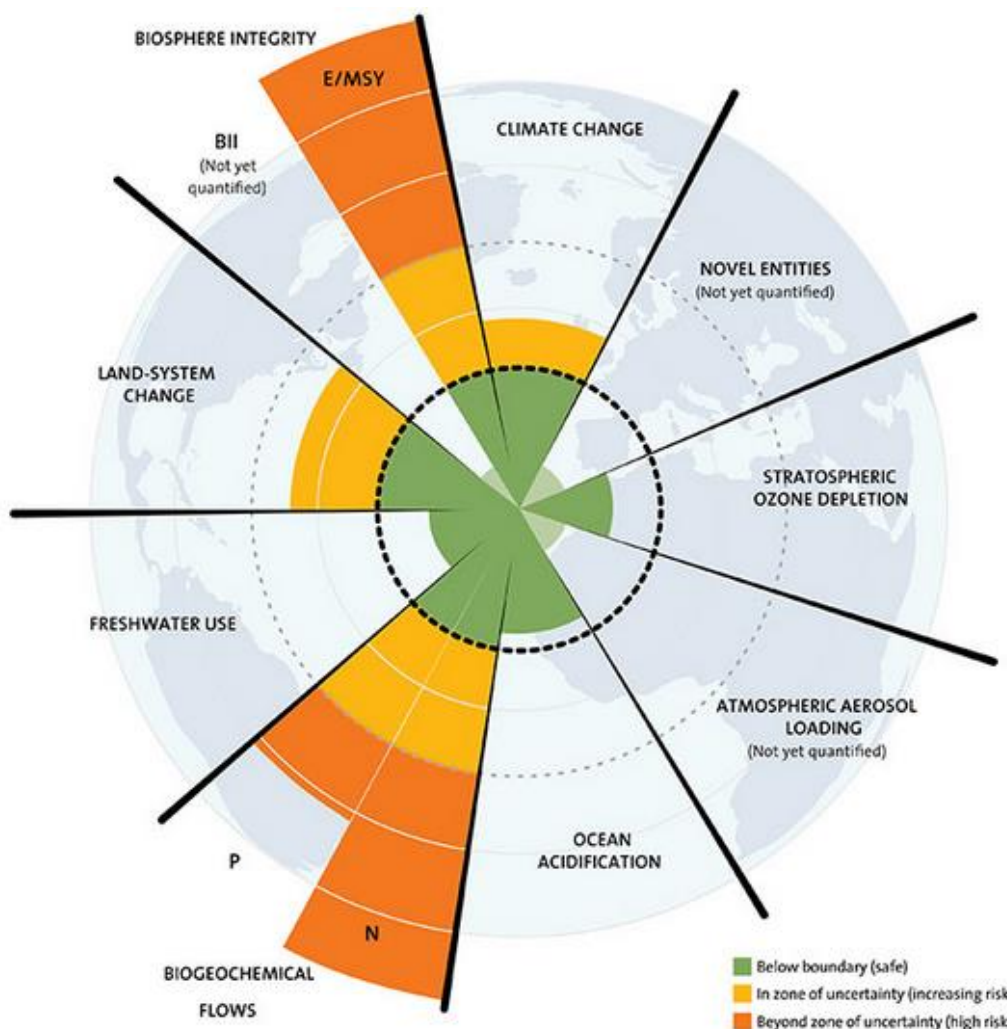 BIOSPHERE INTEGRITY
E/MSY
CLIMATE CHANGE
BII
(Not yet
quantified)
NOVEL ENTITIES
(Not yet quantified)
LAND-SYSTEM
CHANGE
STRATOSPHERIC
OZONE DEPLETION
FRESHWATER USE
ATMOSPHERIC AEROSOL
LOADING
(Not yet quantified)
OCEAN
ACIDIFICATION
P
N
BIOGEOCHEMICAL
FLOWS
Below boundary (safe)
In zone of uncertainty (increasing risk
Beyond zone of uncertainty (high risk